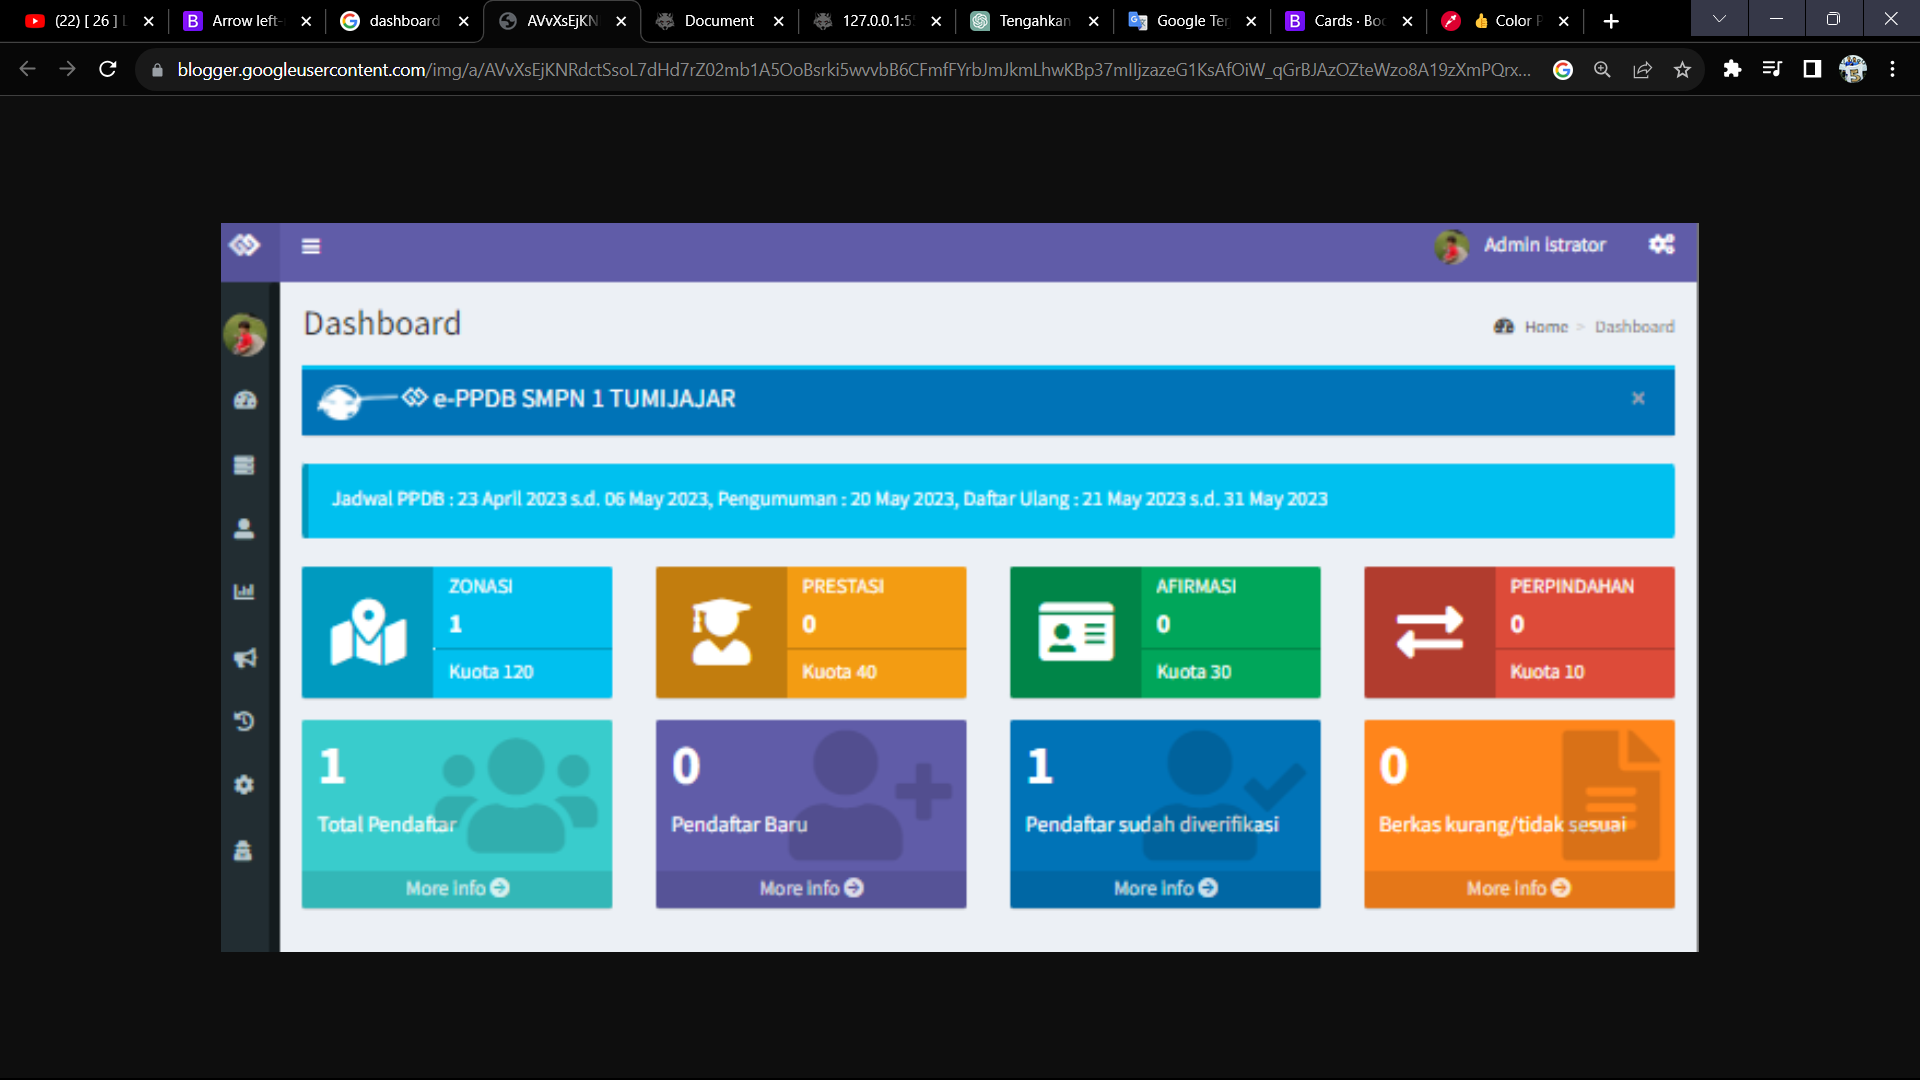 (22) [ 26 ]
Arrow left-
dashboard
AVvXsEjKN
Document
127.0.0.1:5
Tengahkan
Google Ter
Cards · Boo
👍 Color P
blogger.googleusercontent.com/img/a/AVvXsEjKNRdctSsoL7dHd7rZ02mb1A5OoBsrki5wvvbB6CFmfFYrbJmJkmLhwKBp37mlIjzazeG1KsAfOiW_qGrBJAzOZteWzo8A19zXmPQrx...
Admin istrator
Dashboard
Home > Dashboard
e-PPDB SMPN 1 TUMIJAJAR
×
Jadwal PPDB : 23 April 2023 s.d. 06 May 2023, Pengumuman : 20 May 2023, Daftar Ulang : 21 May 2023 s.d. 31 May 2023
ZONASI
1
Kuota 120
PRESTASI
0
Kuota 40
AFIRMASI
0
Kuota 30
PERPINDAHAN
0
Kuota 10
1
Total Pendaftar
More info
0
Pendaftar Baru
More info
1
Pendaftar sudah diverifikasi
More info
0
Berkas kurang/tidak sesuai
More info